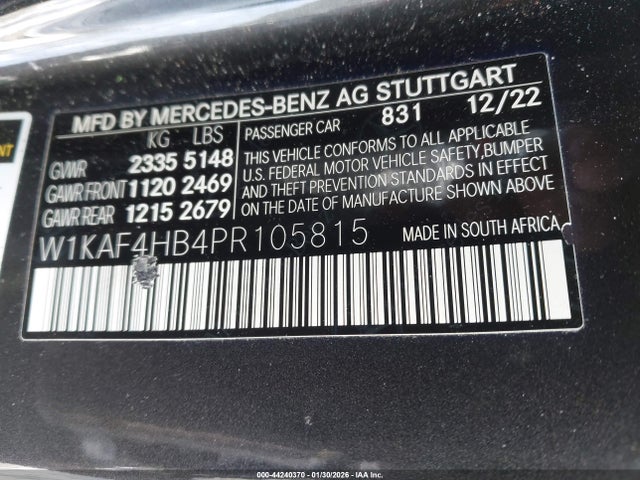 MFD BY MERCEDES-BENZ AG STUTTGART
KG LBS PASSENGER CAR 831 12/22
GVWR 2335 5148
GAWR FRONT 1120 2469
GAWR REAR 1215 2679
THIS VEHICLE CONFORMS TO ALL APPLICABLE
U.S. FEDERAL MOTOR VEHICLE SAFETY, BUMPER
AND THEFT PREVENTION STANDARDS IN EFFECT
ON THE DATE OF MANUFACTURE SHOWN ABOVE.
W1KAF4HB4PR105815 MADE IN SOUTH AFRICA
000-44240370 - 01/30/2026 - IAA Inc.